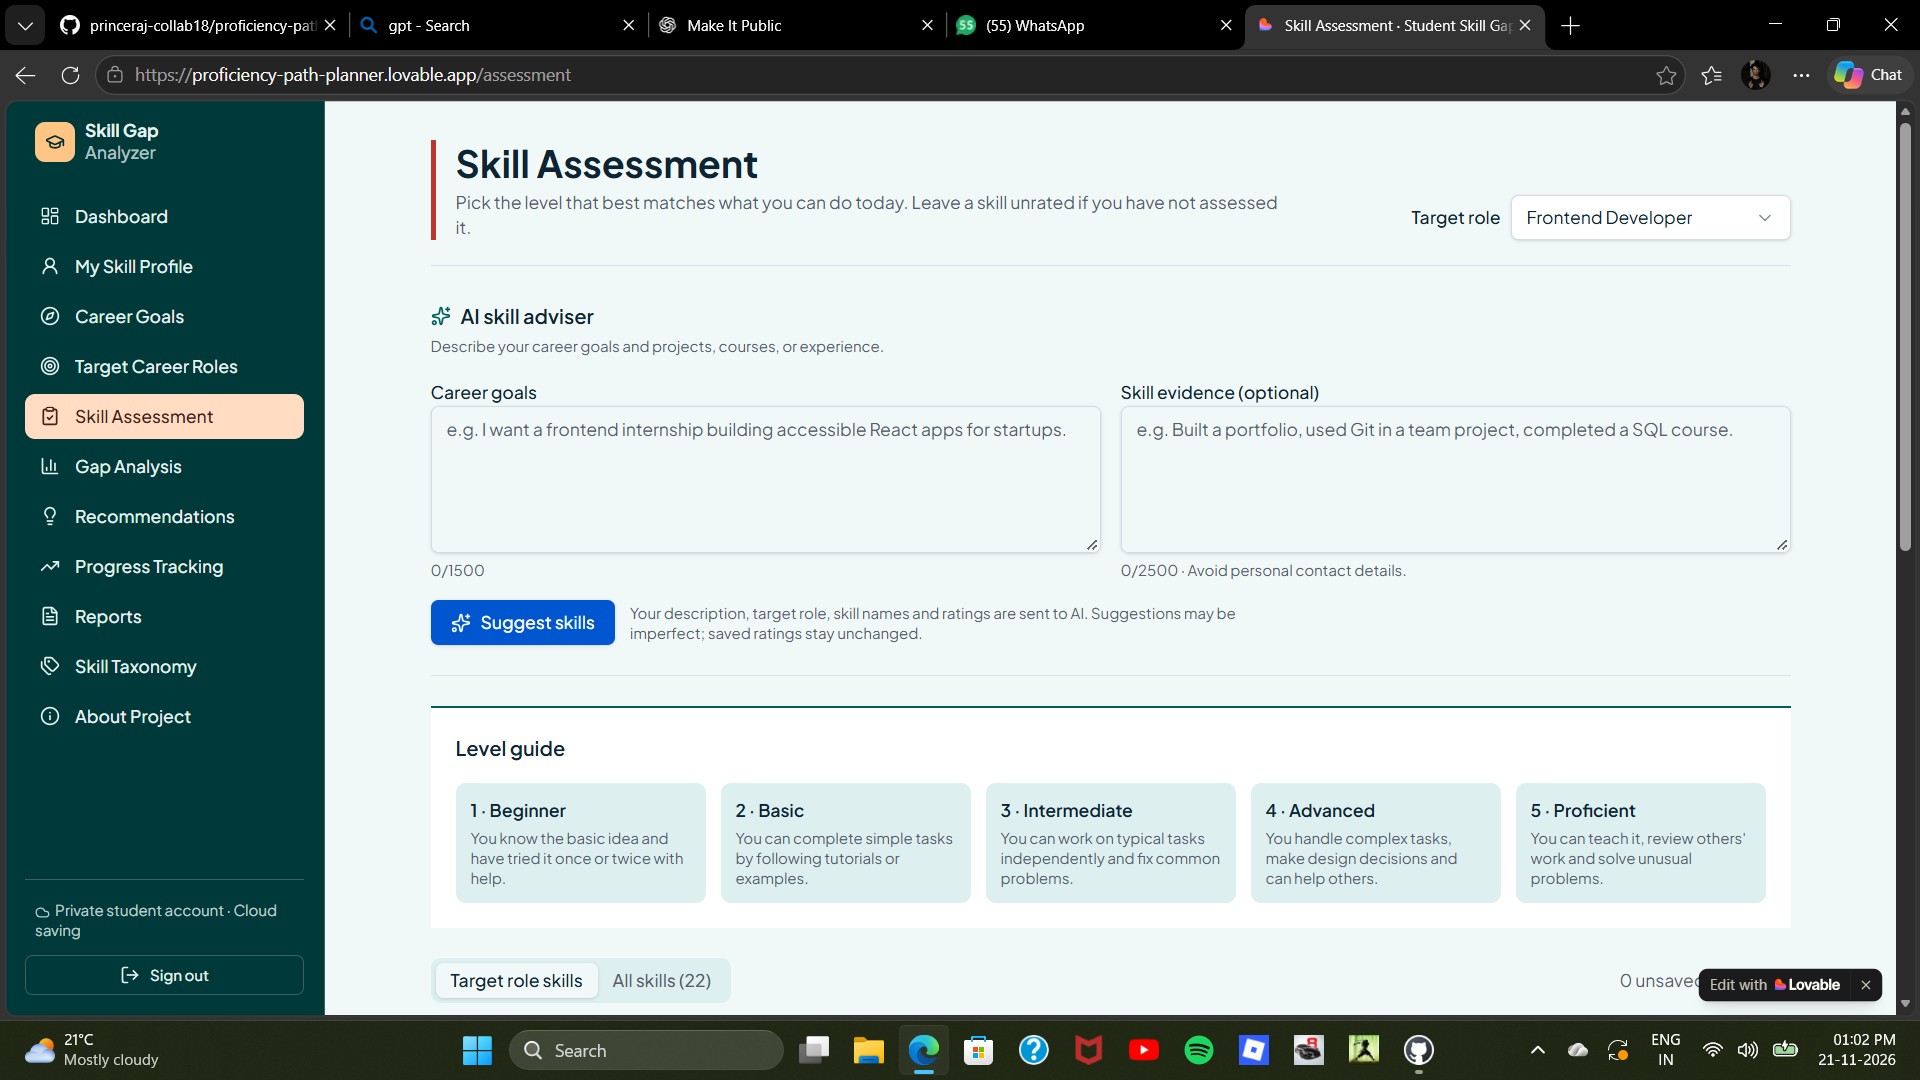 princeraj-collab18/proficiency-pat
gpt - Search
Make It Public
55
(55) WhatsApp
Skill Assessment · Student Skill Ga
https://proficiency-path-planner.lovable.app/assessment
Chat
Skill Gap
Analyzer
Dashboard
My Skill Profile
Career Goals
Target Career Roles
Skill Assessment
Gap Analysis
Recommendations
Progress Tracking
Reports
Skill Taxonomy
About Project
Private student account · Cloud
saving
Sign out
Skill Assessment
Pick the level that best matches what you can do today. Leave a skill unrated if you have not assessed
it.
Target role
Frontend Developer
AI skill adviser
Describe your career goals and projects, courses, or experience.
Career goals
e.g. I want a frontend internship building accessible React apps for startups.
0/1500
Skill evidence (optional)
e.g. Built a portfolio, used Git in a team project, completed a SQL course.
0/2500 · Avoid personal contact details.
Suggest skills
Your description, target role, skill names and ratings are sent to AI. Suggestions may be
imperfect; saved ratings stay unchanged.
Level guide
1 · Beginner
You know the basic idea and
have tried it once or twice with
help.
2 · Basic
You can complete simple tasks
by following tutorials or
examples.
3 · Intermediate
You can work on typical tasks
independently and fix common
problems.
4 · Advanced
You handle complex tasks,
make design decisions and
can help others.
5 · Proficient
You can teach it, review others'
work and solve unusual
problems.
Target role skills
All skills (22)
0 unsaved
Edit with Lovable
21°C
Mostly cloudy
Search
ENG
IN
01:02 PM
21-11-2026